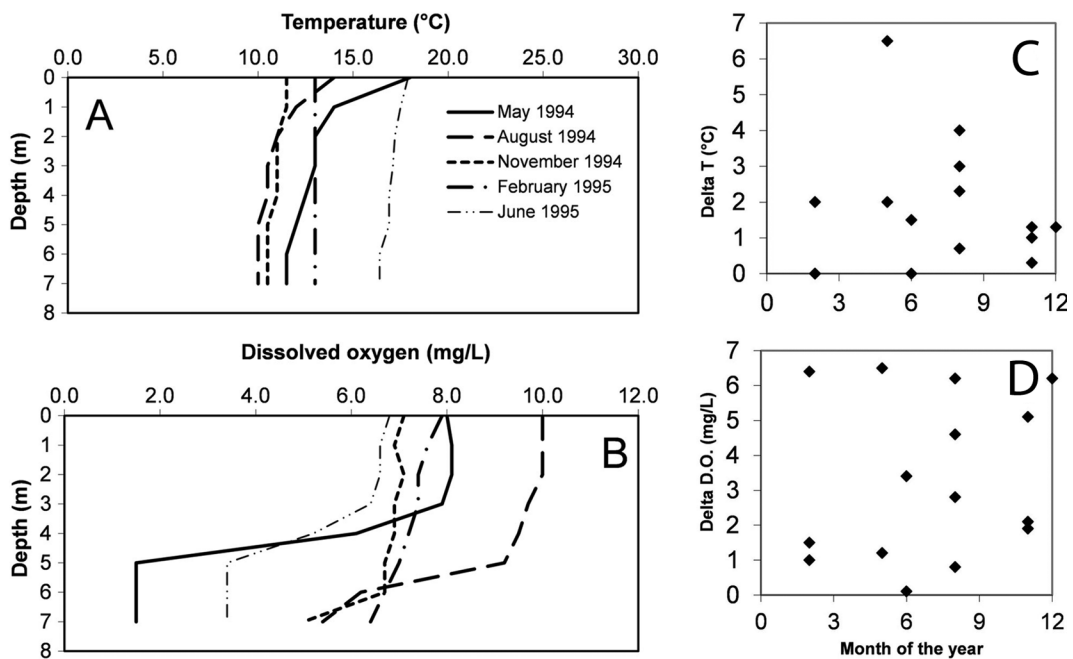 Temperature (°C)
0.0 5.0 10.0 15.0 20.0 25.0 30.0
0
1
2
3
4
5
6
7
8
Depth (m)
A
May 1994
August 1994
November 1994
February 1995
June 1995
Dissolved oxygen (mg/L)
0.0 2.0 4.0 6.0 8.0 10.0 12.0
0
1
2
3
4
5
6
7
8
Depth (m)
B
7
6
5
4
3
2
1
0
Delta T (°C)
C
0 3 6 9 12
7
6
5
4
3
2
1
0
Delta D.O. (mg/L)
D
0 3 6 9 12
Month of the year